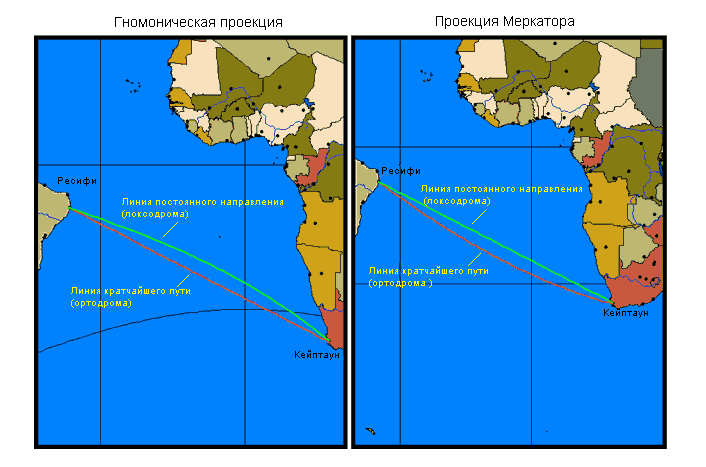 Гномоническая проекция
Проекция Меркатора
Ресифи
Линия постоянного направления
(локсодрома)
Линия кратчайшего пути
(ортодрома)
Кейптаун
Ресифи
Линия постоянного направления
(локсодрома)
Линия кратчайшего пути
(ортодрома )
Кейптаун